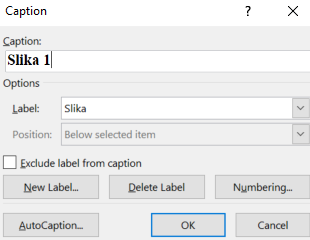 Caption
?
Caption:
Slika 1
Options
Label: Slika
Position: Below selected item
Exclude label from caption
New Label... Delete Label Numbering...
AutoCaption... OK Cancel